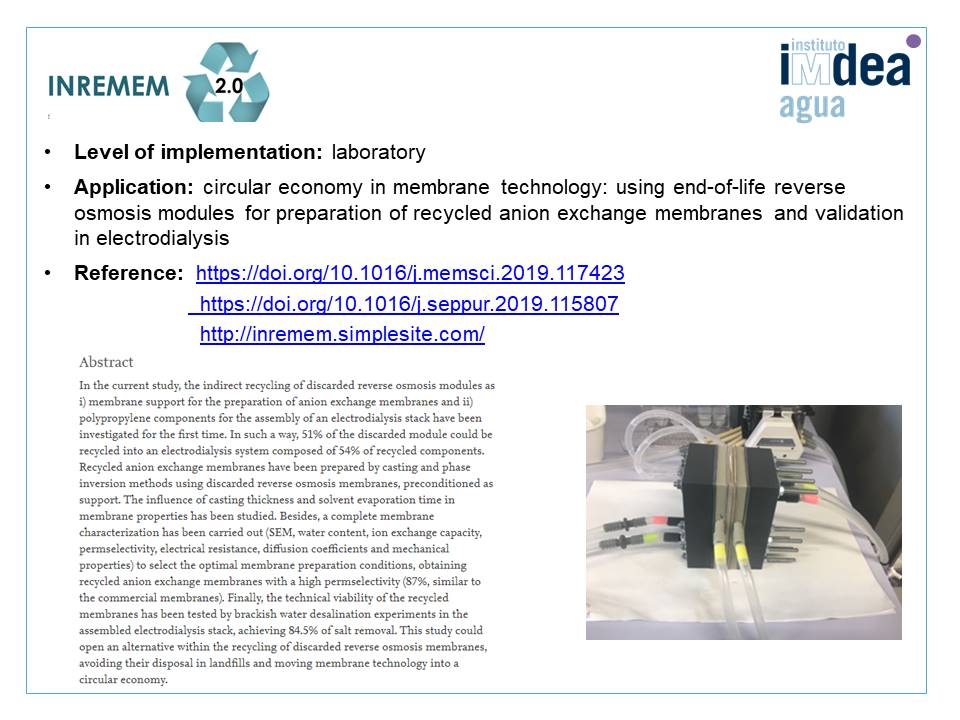 INREMEM
2.0
instituto
imdea
agua
• Level of implementation: laboratory
• Application: circular economy in membrane technology: using end-of-life reverse
osmosis modules for preparation of recycled anion exchange membranes and validation
in electrodialysis
• Reference: https://doi.org/10.1016/j.memsci.2019.117423
https://doi.org/10.1016/j.seppur.2019.115807
http://inremem.simplesite.com/
Abstract
In the current study, the indirect recycling of discarded reverse osmosis modules as
i) membrane support for the preparation of anion exchange membranes and ii)
polypropylene components for the assembly of an electrodialysis stack have been
investigated for the first time. In such a way, 51% of the discarded module could be
recycled into an electrodialysis system composed of 54% of recycled components.
Recycled anion exchange membranes have been prepared by casting and phase
inversion methods using discarded reverse osmosis membranes, preconditioned as
support. The influence of casting thickness and solvent evaporation time in
membrane properties has been studied. Besides, a complete membrane
characterization has been carried out (SEM, water content, ion exchange capacity,
permselectivity, electrical resistance, diffusion coefficients and mechanical
properties) to select the optimal membrane preparation conditions, obtaining
recycled anion exchange membranes with a high permselectivity (87%, similar to
the commercial membranes). Finally, the technical viability of the recycled
membranes has been tested by brackish water desalination experiments in the
assembled electrodialysis stack, achieving 84.5% of salt removal. This study could
open an alternative within the recycling of discarded reverse osmosis membranes,
avoiding their disposal in landfills and moving membrane technology into a
circular economy.